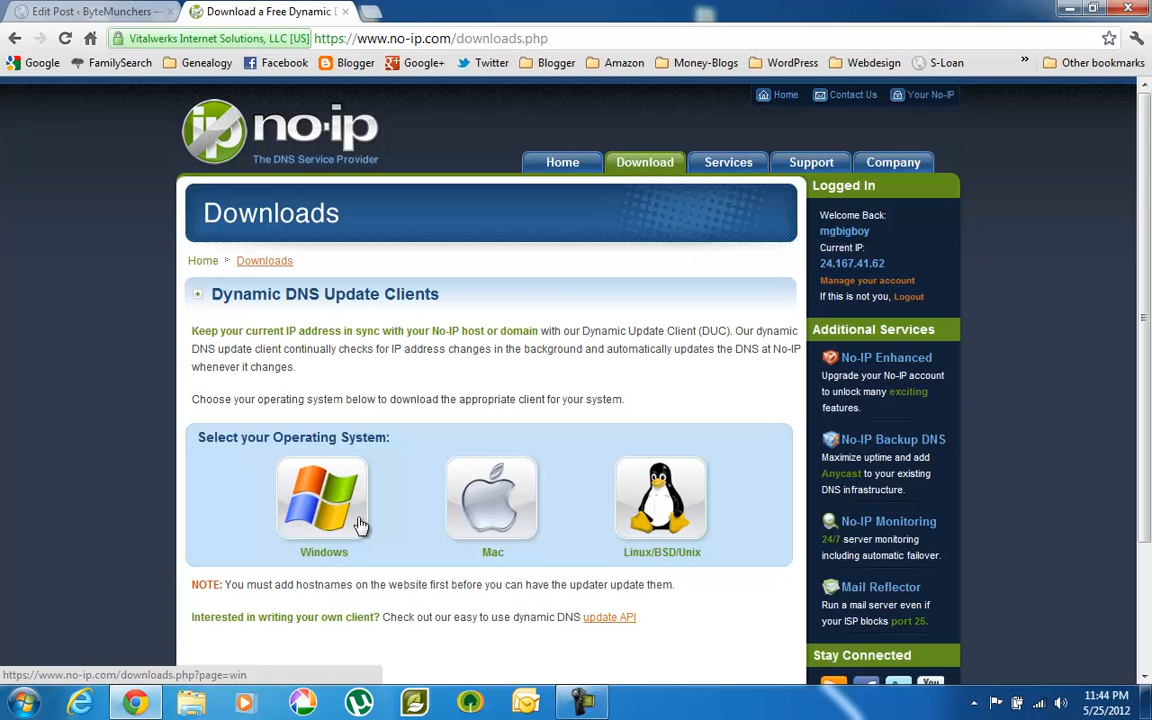 Edit Post ‹ ByteMunchers —
Download a Free Dynamic
Vitalwerks Internet Solutions, LLC [US] https://www.no-ip.com/downloads.php
Google FamilySearch Genealogy Facebook Blogger Google+ Twitter Blogger Amazon Money-Blogs WordPress Webdesign S-Loan » Other bookmarks
Home Contact Us Your No-IP
ip no-ip
The DNS Service Provider
Home Download Services Support Company
Downloads
Home Downloads
Dynamic DNS Update Clients
Keep your current IP address in sync with your No-IP host or domain with our Dynamic Update Client (DUC). Our dynamic
DNS update client continually checks for IP address changes in the background and automatically updates the DNS at No-IP
whenever it changes.
Choose your operating system below to download the appropriate client for your system.
Select your Operating System:
Windows Mac Linux/BSD/Unix
NOTE: You must add hostnames on the website first before you can have the updater update them.
Interested in writing your own client? Check out our easy to use dynamic DNS update API
Logged In
Welcome Back:
mgbigboy
Current IP:
24.167.41.62
Manage your account
If this is not you, Logout
Additional Services
No-IP Enhanced
Upgrade your No-IP account
to unlock many exciting
features.
No-IP Backup DNS
Maximize uptime and add
Anycast to your existing
DNS infrastructure.
No-IP Monitoring
24/7 server monitoring
including automatic failover.
Mail Reflector
Run a mail server even if
your ISP blocks port 25.
Stay Connected
https://www.no-ip.com/downloads.php?page=win
11:44 PM
5/25/2012